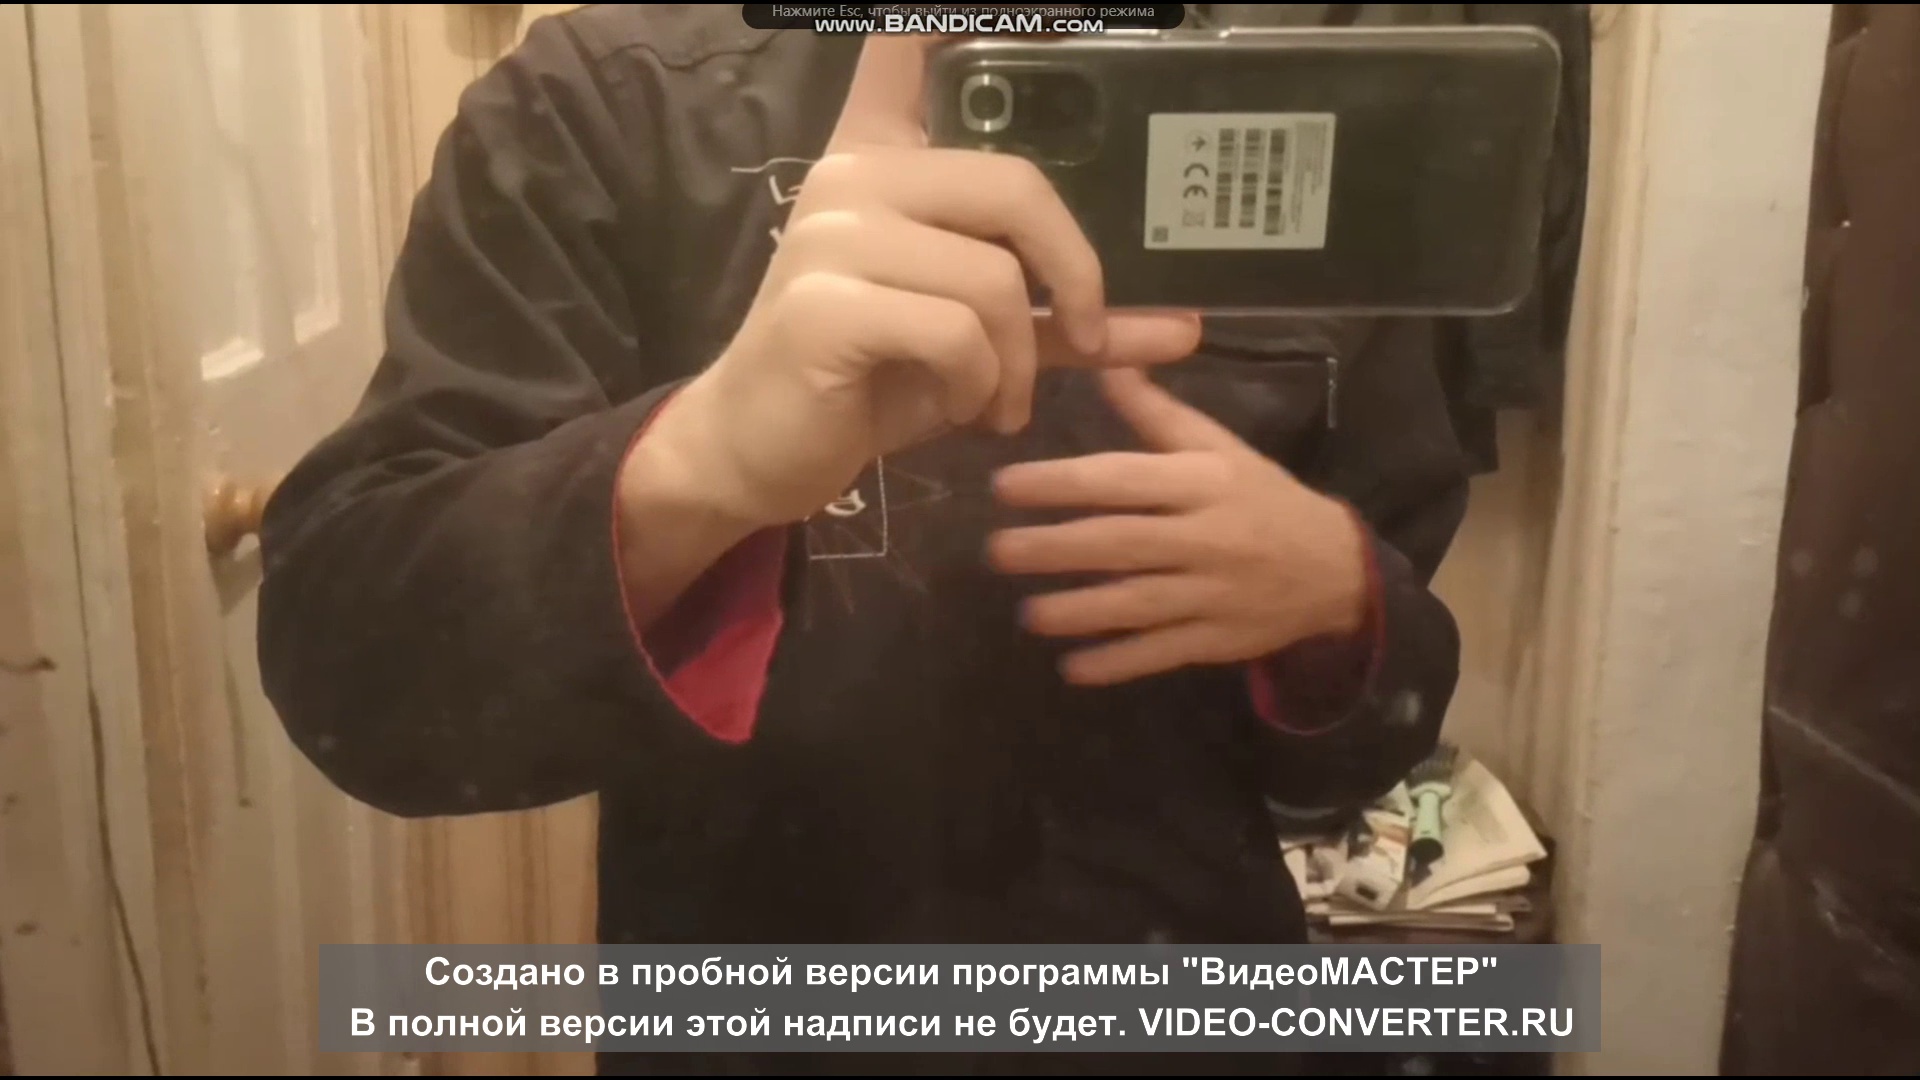 Нажмите Esc, чтобы выйти из полноэкранного режима
www.BANDICAM.com
CE
Создано в пробной версии программы "ВидеоМАСТЕР"
В полной версии этой надписи не будет. VIDEO-CONVERTER.RU